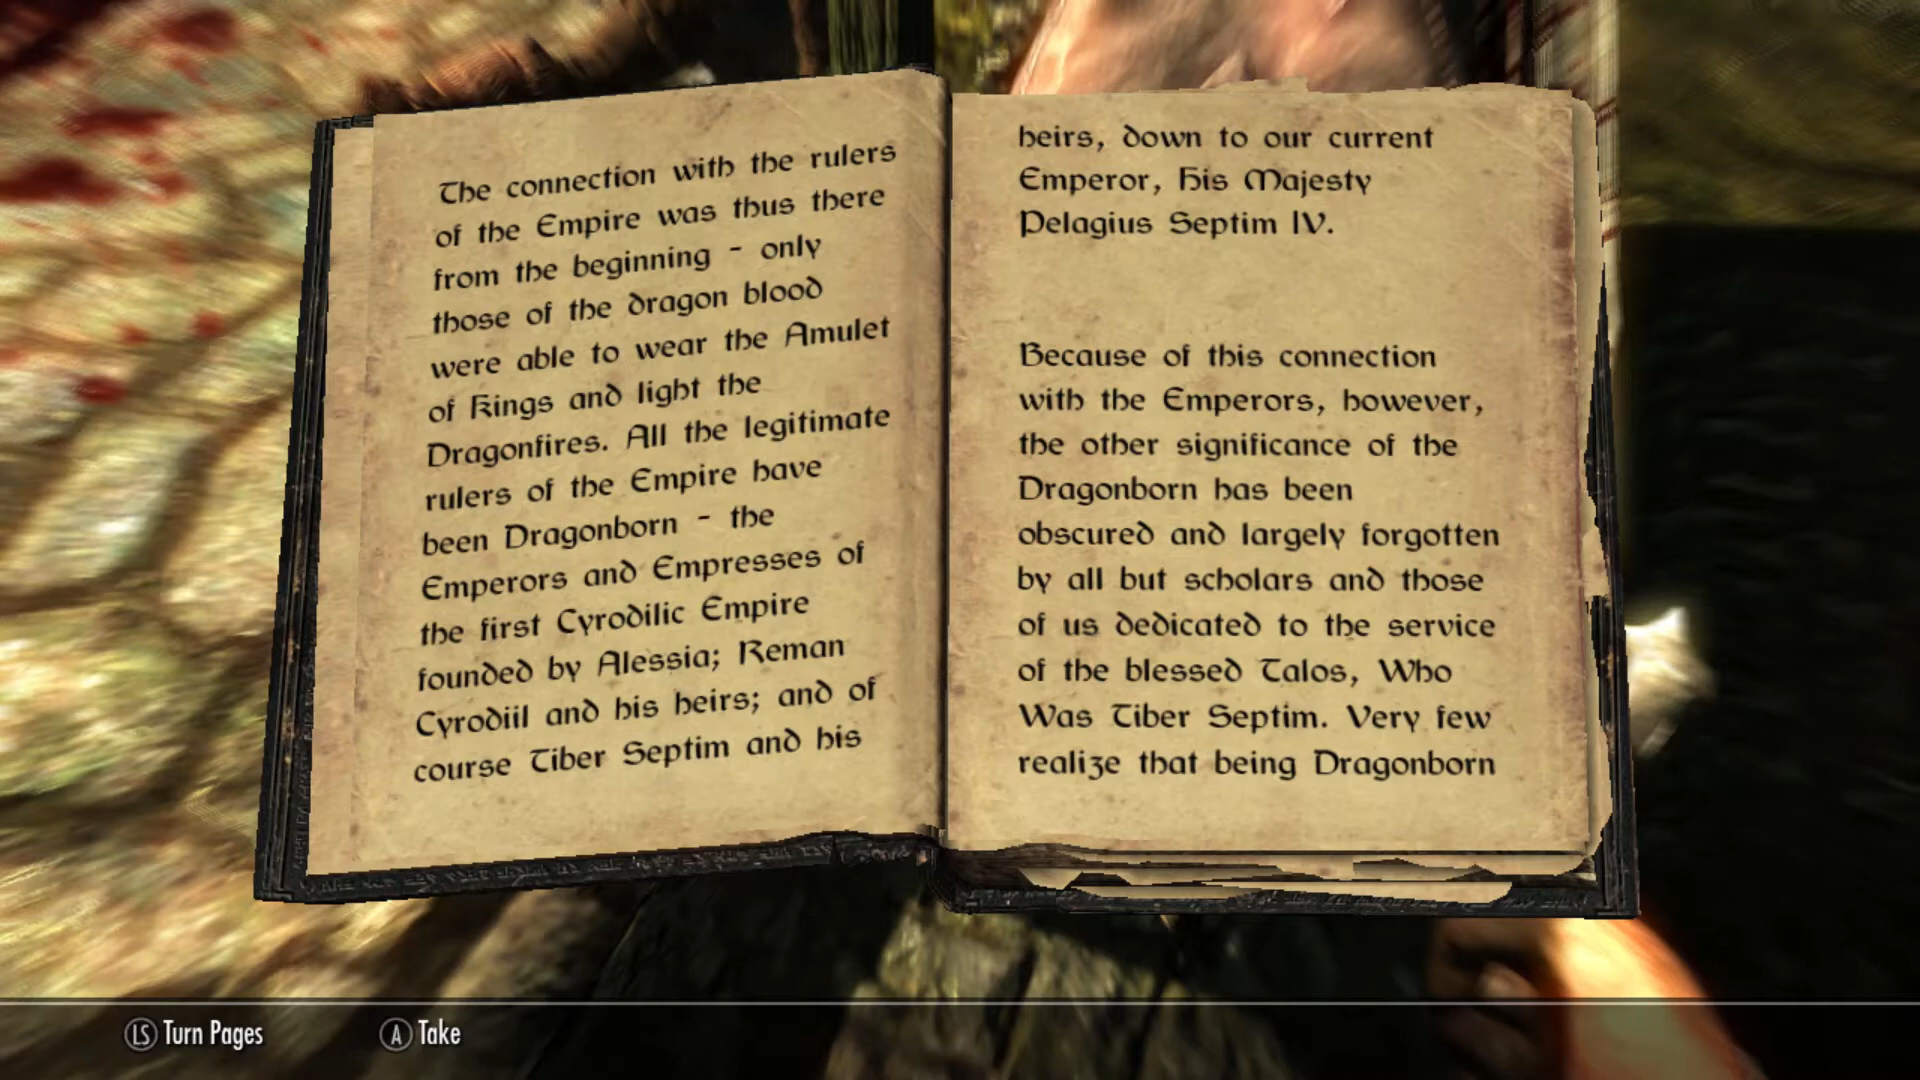 The connection with the rulers
of the Empire was thus there
from the beginning - only
those of the dragon blood
were able to wear the Amulet
of Kings and light the
Dragonfires. All the legitimate
rulers of the Empire have
been Dragonborn - the
Emperors and Empresses of
the first Cyrodilic Empire
founded by Alessia; Reman
Cyrodiil and his heirs; and of
course Tiber Septim and his
heirs, down to our current
Emperor, His Majesty
Pelagius Septim IV.
Because of this connection
with the Emperors, however,
the other significance of the
Dragonborn has been
obscured and largely forgotten
by all but scholars and those
of us dedicated to the service
of the blessed Talos, Who
Was Tiber Septim. Very few
realize that being Dragonborn
LS Turn Pages
A Take